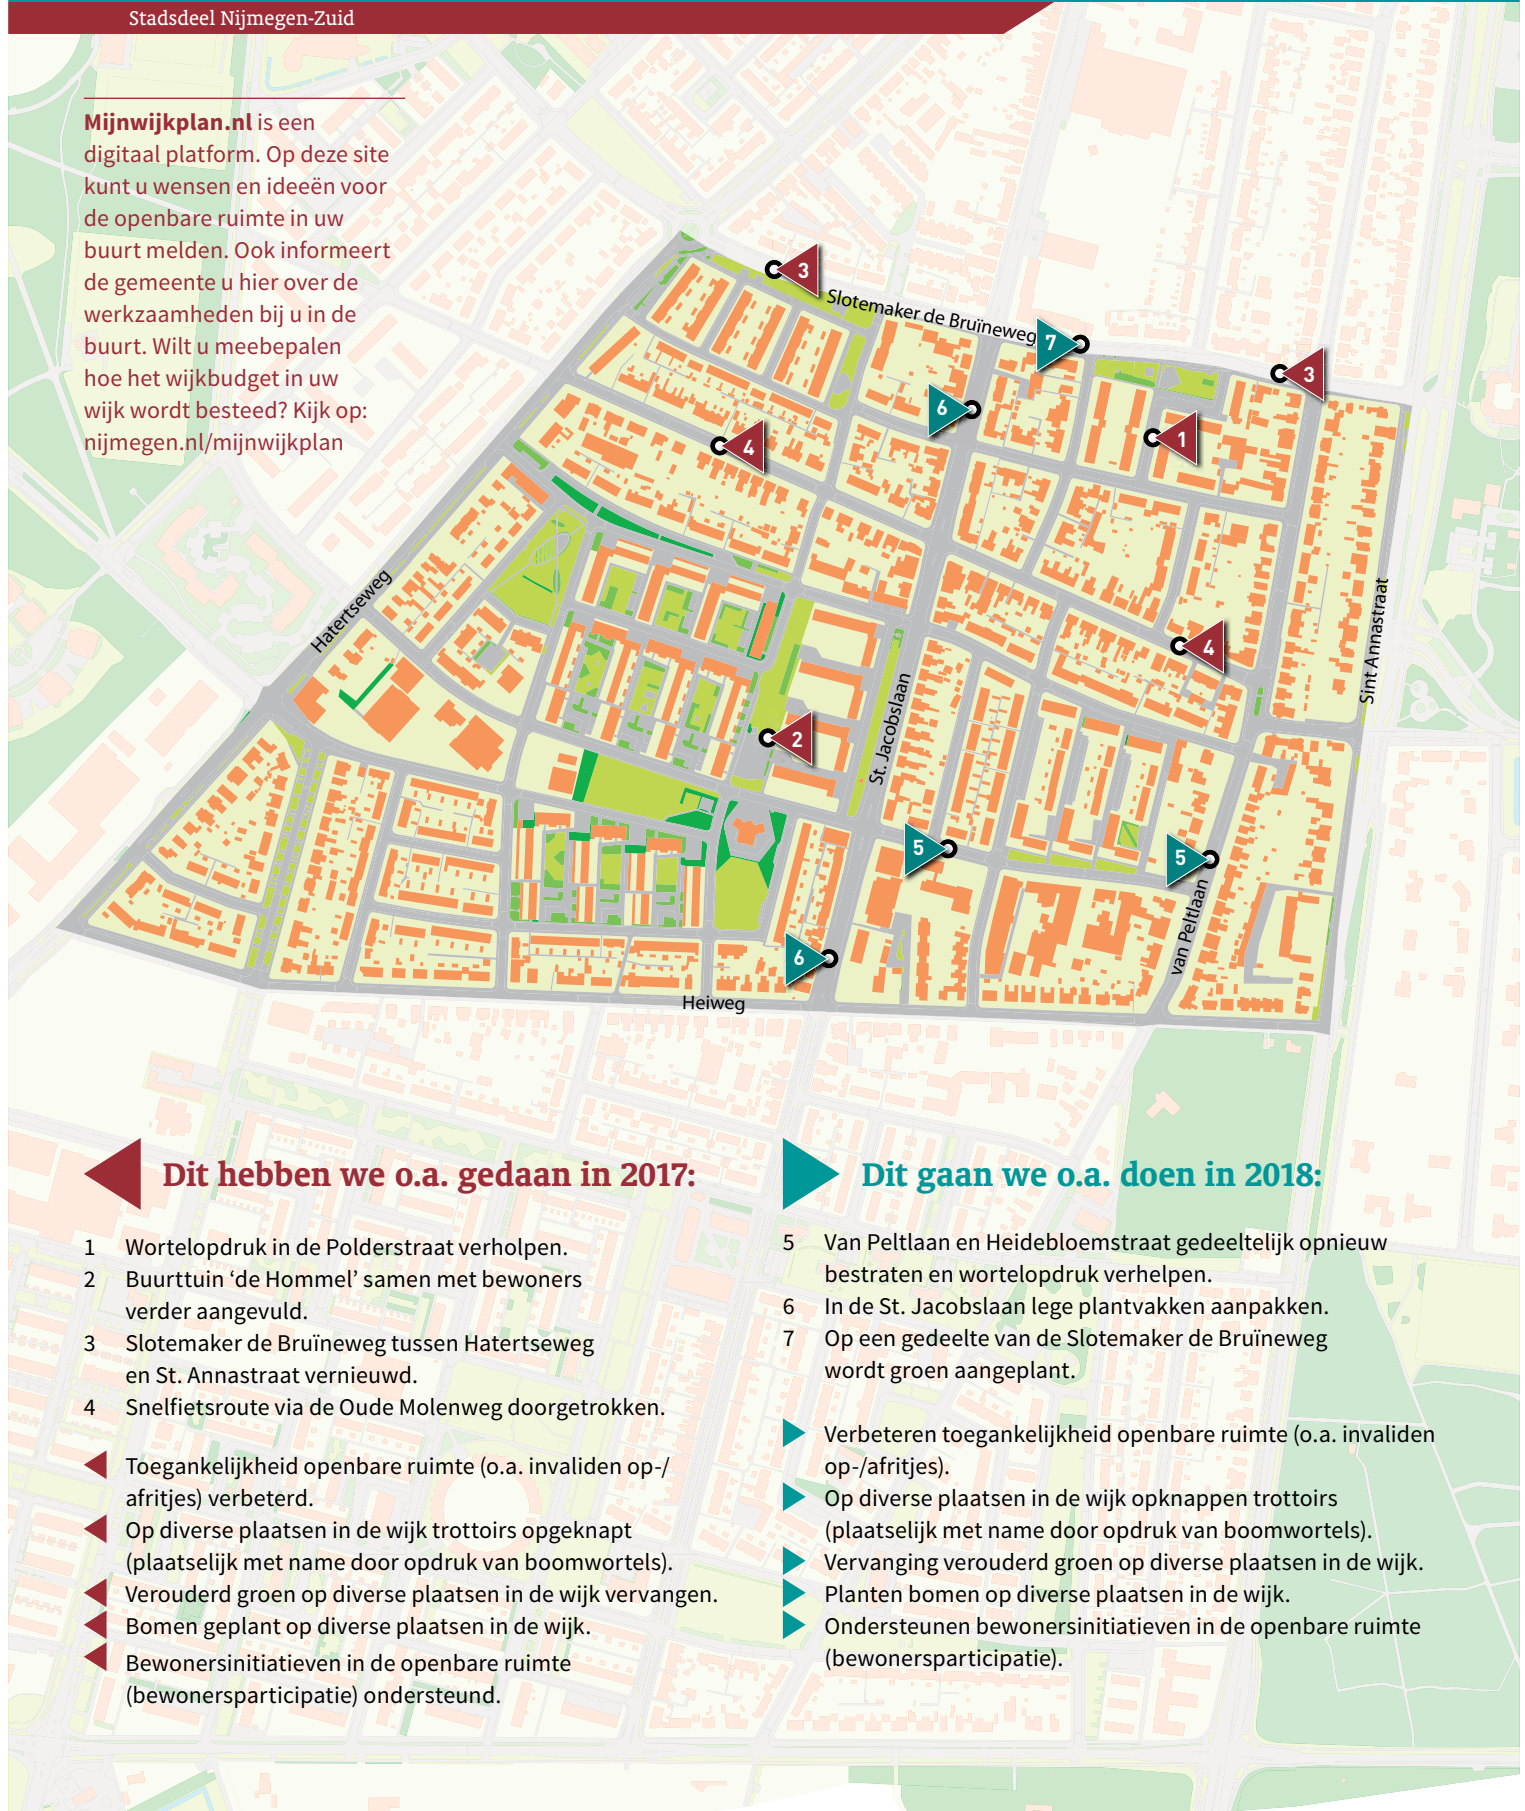 Stadsdeel Nijmegen-Zuid
Mijnwijkplan.nl is een
digitaal platform. Op deze site
kunt u wensen en ideeën voor
de openbare ruimte in uw
buurt melden. Ook informeert
de gemeente u hier over de
werkzaamheden bij u in de
buurt. Wilt u meebepalen
hoe het wijkbudget in uw
wijk wordt besteed? Kijk op:
nijmegen.nl/mijnwijkplan
3
Slotemaker de Bruïneweg
7
3
6
1
4
Hatertseweg
Sint Annastraat
4
St. Jacobslaan
2
5
5
van Peltlaan
6
Heiweg
Dit hebben we o.a. gedaan in 2017:
1 Wortelopdruk in de Polderstraat verholpen.
2 Buurttuin ‘de Hommel’ samen met bewoners
verder aangevuld.
3 Slotemaker de Bruïneweg tussen Hatertseweg
en St. Annastraat vernieuwd.
4 Snelfietsroute via de Oude Molenweg doorgetrokken.
Toegankelijkheid openbare ruimte (o.a. invaliden op-/
afritjes) verbeterd.
Op diverse plaatsen in de wijk trottoirs opgeknapt
(plaatselijk met name door opdruk van boomwortels).
Verouderd groen op diverse plaatsen in de wijk vervangen.
Bomen geplant op diverse plaatsen in de wijk.
Bewonersinitiatieven in de openbare ruimte
(bewonersparticipatie) ondersteund.
Dit gaan we o.a. doen in 2018:
5 Van Peltlaan en Heidebloemstraat gedeeltelijk opnieuw
bestraten en wortelopdruk verhelpen.
6 In de St. Jacobslaan lege plantvakken aanpakken.
7 Op een gedeelte van de Slotemaker de Bruïneweg
wordt groen aangeplant.
Verbeteren toegankelijkheid openbare ruimte (o.a. invaliden
op-/afritjes).
Op diverse plaatsen in de wijk opknappen trottoirs
(plaatselijk met name door opdruk van boomwortels).
Vervanging verouderd groen op diverse plaatsen in de wijk.
Planten bomen op diverse plaatsen in de wijk.
Ondersteunen bewonersinitiatieven in de openbare ruimte
(bewonersparticipatie).